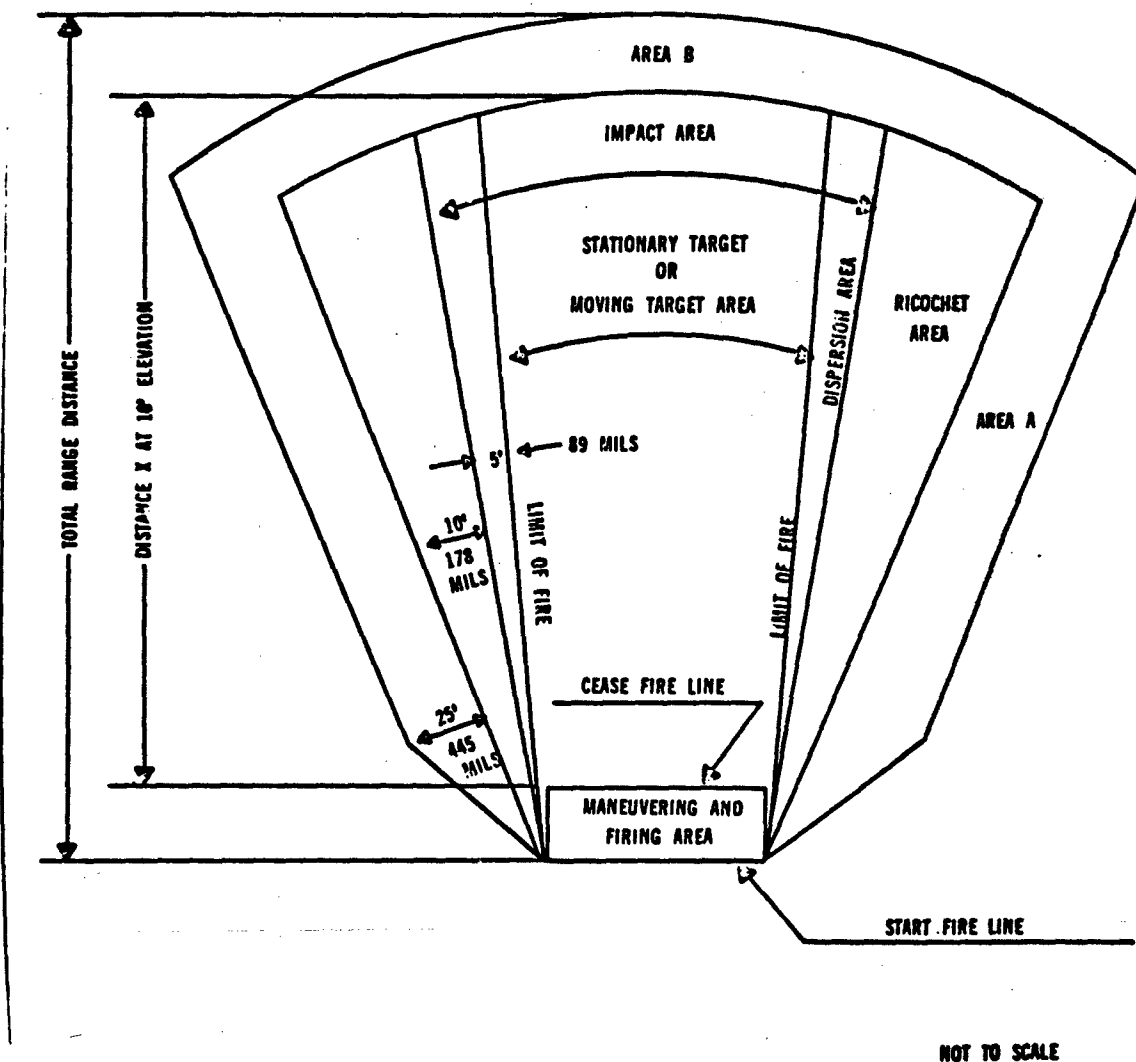 AREA B
IMPACT AREA
STATIONARY TARGET
OR
MOVING TARGET AREA
DISPERSION AREA
RICOCHET
AREA
AREA A
TOTAL RANGE DISTANCE
DISTANCE X AT 10° ELEVATION
5°
89 MILS
10°
178
MILS
LIMIT OF FIRE
LIMIT OF FIRE
25°
445
MILS
CEASE FIRE LINE
MANEUVERING AND
FIRING AREA
START FIRE LINE
NOT TO SCALE